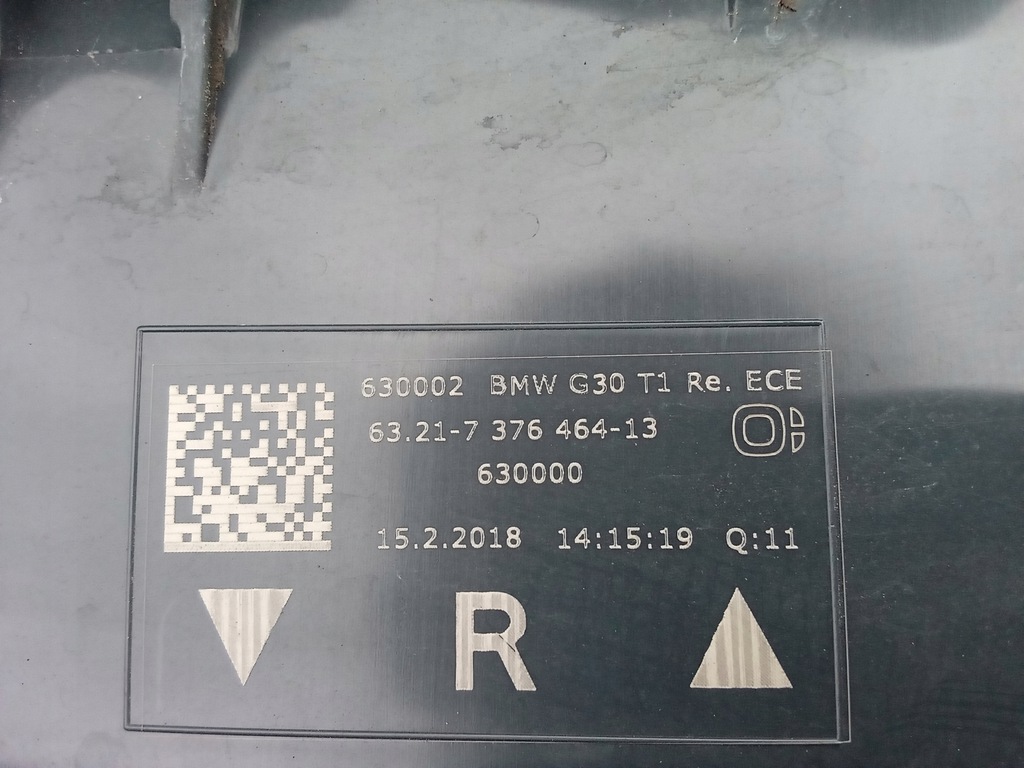 630002 BMW G30 T1 Re. ECE
63.21-7 376 464-13
630000
15.2.2018 14:15:19 Q:11
R